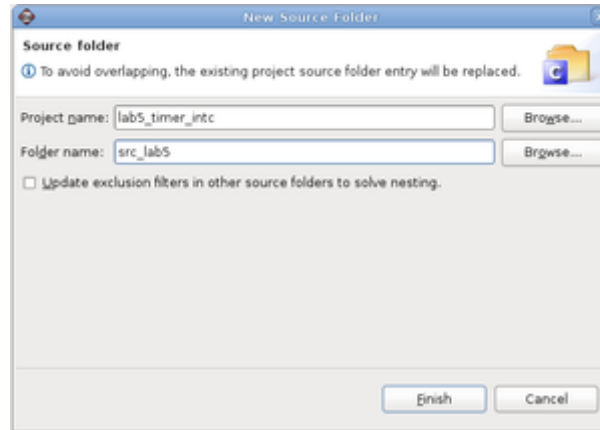 New Source Folder
Source folder
To avoid overlapping, the existing project source folder entry will be replaced.
Project name: lab5_timer_intc Browse...
Folder name: src_lab5 Browse...
Update exclusion filters in other source folders to solve nesting.
Finish Cancel